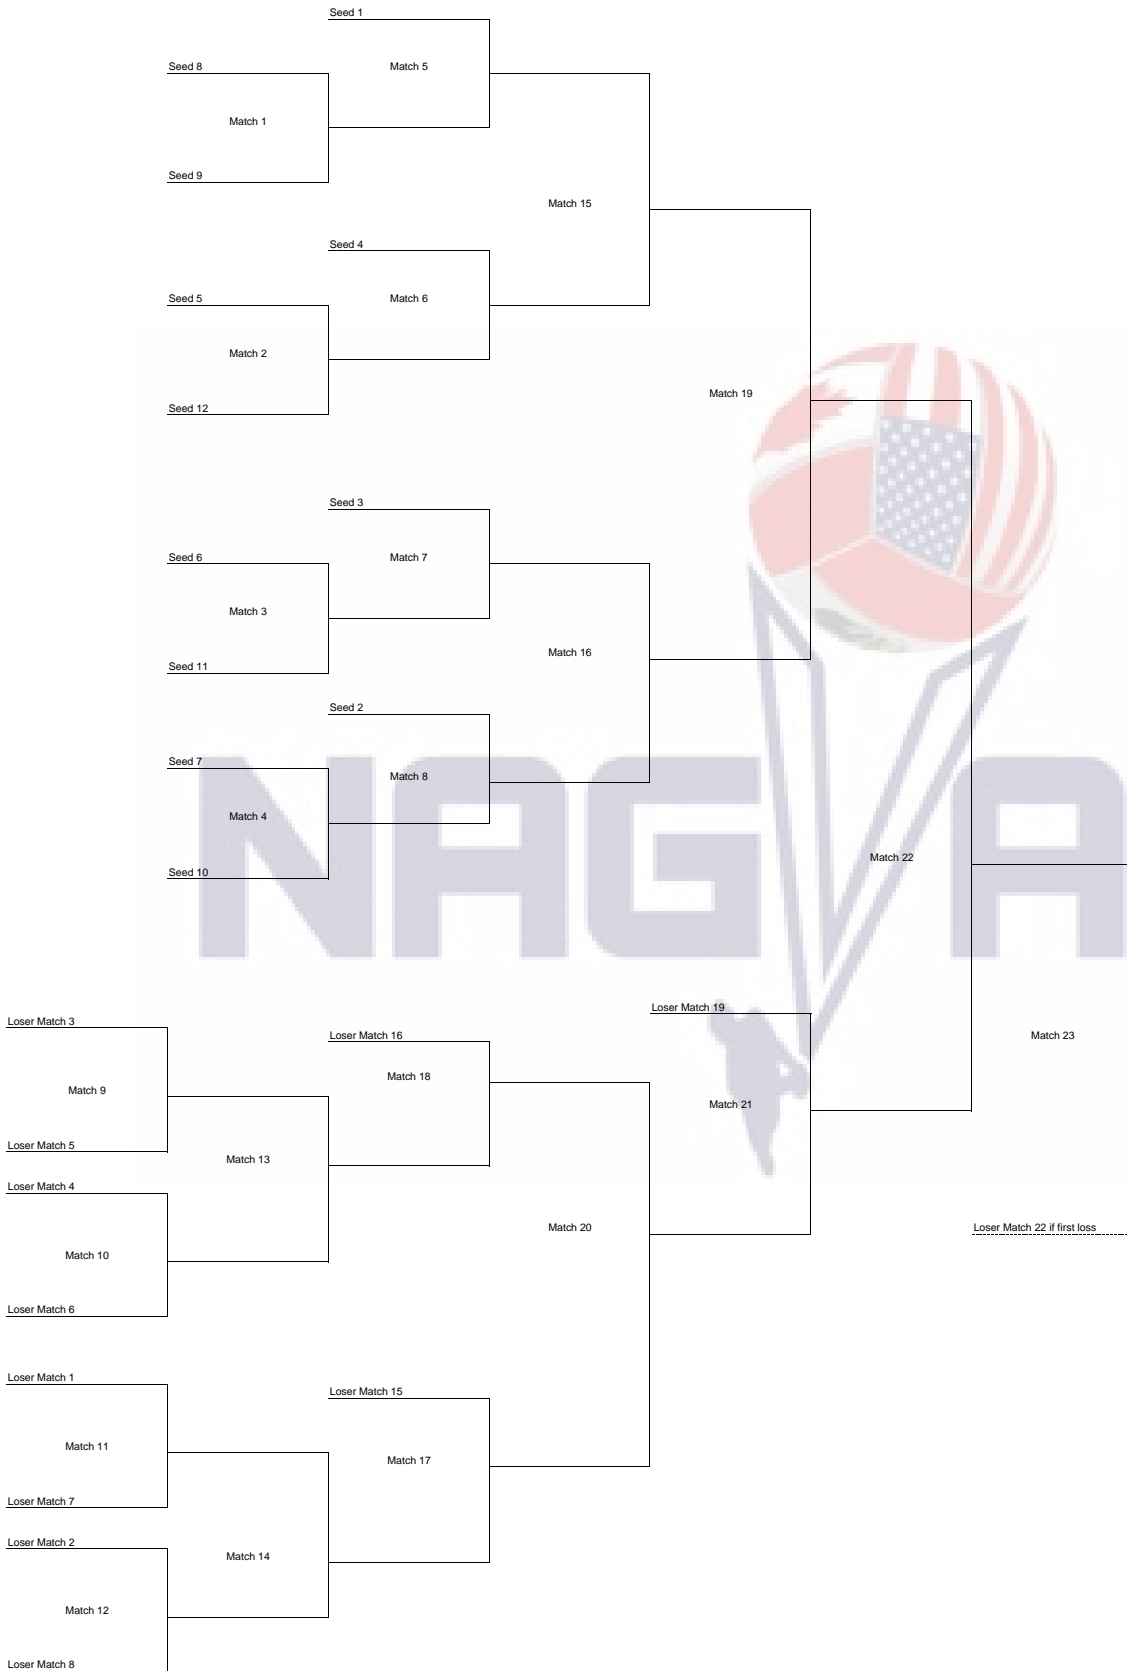 Seed 1
Seed 8
Match 5
Match 1
Seed 9
Match 15
Seed 4
Seed 5
Match 6
Match 2
Match 19
Seed 12
Seed 3
Seed 6
Match 7
Match 3
Match 16
Seed 11
Seed 2
Seed 7
Match 8
Match 4
Match 22
Seed 10
NAGVA
Loser Match 19
Loser Match 3
Loser Match 16
Match 23
Match 18
Match 9
Match 21
Loser Match 5
Match 13
Loser Match 4
Match 20
Loser Match 22 if first loss
Match 10
Loser Match 6
Loser Match 1
Loser Match 15
Match 11
Match 17
Loser Match 7
Loser Match 2
Match 14
Match 12
Loser Match 8